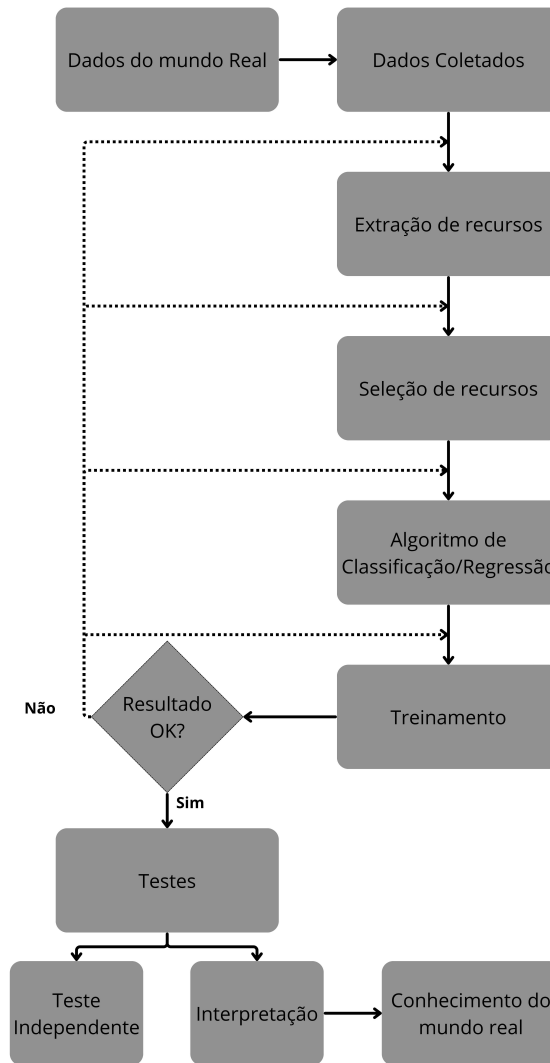 Dados do mundo Real
Dados Coletados
Extração de recursos
Seleção de recursos
Algoritmo de
Classificação/Regressão
Treinamento
Resultado
OK?
Não
Sim
Testes
Teste
Independente
Interpretação
Conhecimento do
mundo real